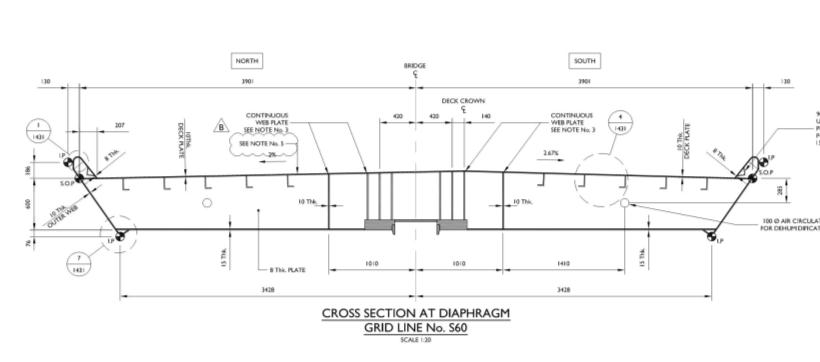 NORTH
SOUTH
BRIDGE
130
3901
3901
130
DECK CROWN
420
420
140
CONTINUOUS
WEB PLATE
SEE NOTE No. 3
CONTINUOUS
WEB PLATE
SEE NOTE No. 3
1
1431
207
B
SEE NOTE No. 5
2%
10Thk.
DECK PLATE
4
1431
2.67%
10 Thk.
DECK PLATE
8 Thk.
8 Thk.
I.P
I.P
S.O.P
S.O.P
186
600
76
10 Thk.
OUTER WEB
10 Thk.
10 Thk.
285
100 Ø AIR CIRCULAT
FOR DEHUMIDIFICAT
I.P
I.P
7
1431
15 Thk.
15 Thk.
8 Thk. PLATE
1010
1010
1410
3428
3428
CROSS SECTION AT DIAPHRAGM
GRID LINE No. S60
SCALE 1:20